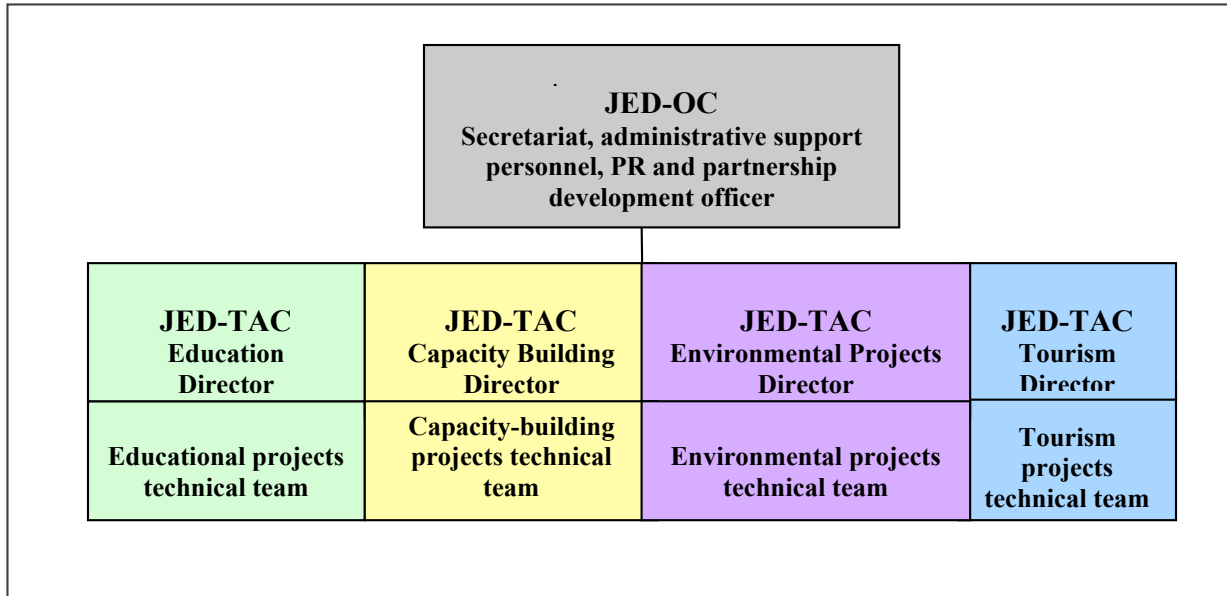 JED-OC
Secretariat, administrative support
personnel, PR and partnership
development officer
JED-TAC
Education
Director
JED-TAC
Capacity Building
Director
JED-TAC
Environmental Projects
Director
JED-TAC
Tourism
Director
Educational projects
technical team
Capacity-building
projects technical
team
Environmental projects
technical team
Tourism
projects
technical team